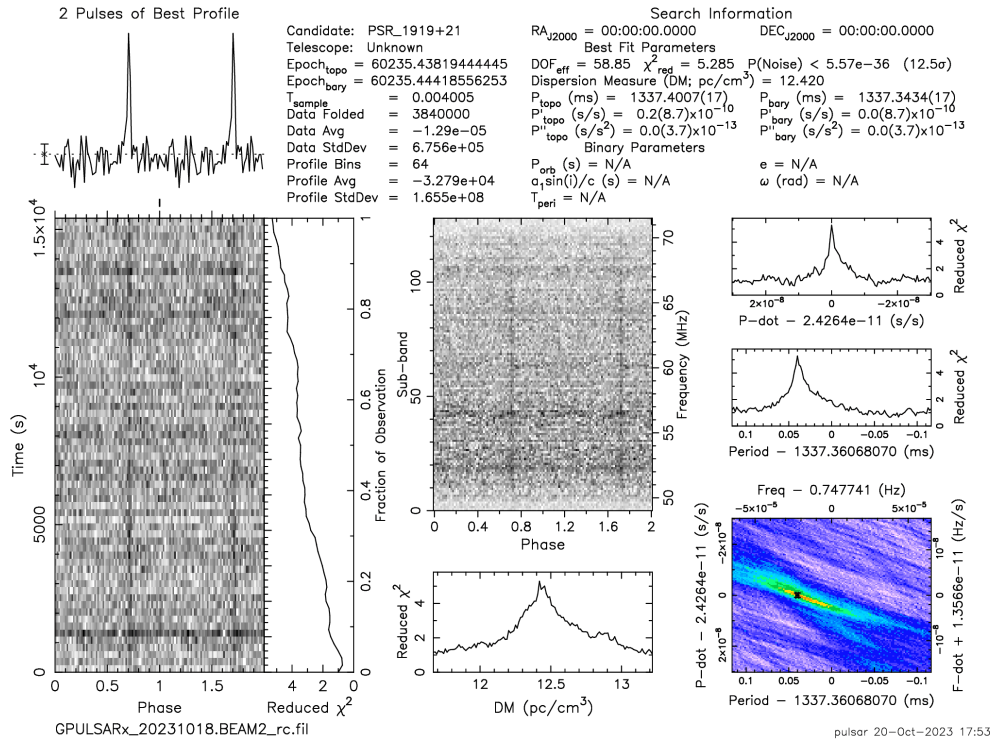 2 Pulses of Best Profile
Search Information
Candidate: PSR_1919+21
RA_J2000 = 00:00:00.0000
DEC_J2000 = 00:00:00.0000
Telescope: Unknown
Best Fit Parameters
Epoch_topo = 60235.43819444445
DOF_eff = 58.85 χ²_red = 5.285 P(Noise) < 5.57e−36 (12.5σ)
Epoch_bary = 60235.44418556253
Dispersion Measure (DM; pc/cm³) = 12.420
T_sample = 0.004005
P_topo (ms) = 1337.4007(17)
P_bary (ms) = 1337.3434(17)
Data Folded = 3840000
P'_topo (s/s) = 0.2(8.7)x10⁻¹⁰
P'_bary (s/s) = 0.0(8.7)x10⁻¹⁰
Data Avg = −1.29e−05
P''_topo (s/s²) = 0.0(3.7)x10⁻¹³
P''_bary (s/s²) = 0.0(3.7)x10⁻¹³
Data StdDev = 6.756e+05
Binary Parameters
Profile Bins = 64
P_orb (s) = N/A
e = N/A
Profile Avg = −3.279e+04
a₁sin(i)/c (s) = N/A
ω (rad) = N/A
Profile StdDev = 1.655e+08
T_peri = N/A
Time (s)
0 5000 10⁴ 1.5×10⁴
0 0.5 1 1.5
Phase
4 2 0
Reduced χ²
Fraction of Observation
0 0.2 0.4 0.6 0.8 1
Sub-band
0 50 100
Frequency (MHz)
50 55 60 65 70
0 0.4 0.8 1.2 1.6 2
Phase
Reduced χ²
2 4
12 12.5 13
DM (pc/cm³)
0 2 4
Reduced χ²
2×10⁻⁸ 0 −2×10⁻⁸
P-dot − 2.4264e−11 (s/s)
0 2 4
Reduced χ²
0.1 0.05 0 −0.05 −0.1
Period − 1337.36068070 (ms)
Freq − 0.747741 (Hz)
−5×10⁻⁵ 0 5×10⁻⁵
P-dot − 2.4264e−11 (s/s)
−2×10⁻⁸ 0 2×10⁻⁸
F-dot + 1.3566e−11 (Hz/s)
10⁻⁸ 0 −10⁻⁸
0.1 0.05 0 −0.05 −0.1
Period − 1337.36068070 (ms)
GPULSARx_20231018.BEAM2_rc.fil
pulsar 20-Oct-2023 17:53